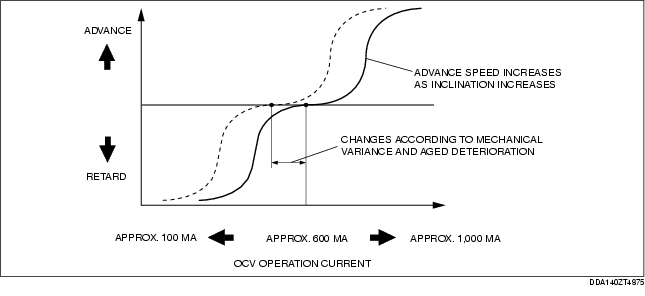 ADVANCE
ADVANCE SPEED INCREASES
AS INCLINATION INCREASES
CHANGES ACCORDING TO MECHANICAL
VARIANCE AND AGED DETERIORATION
RETARD
APPROX. 100 MA
APPROX. 600 MA
APPROX. 1,000 MA
OCV OPERATION CURRENT
DDA140ZT4875